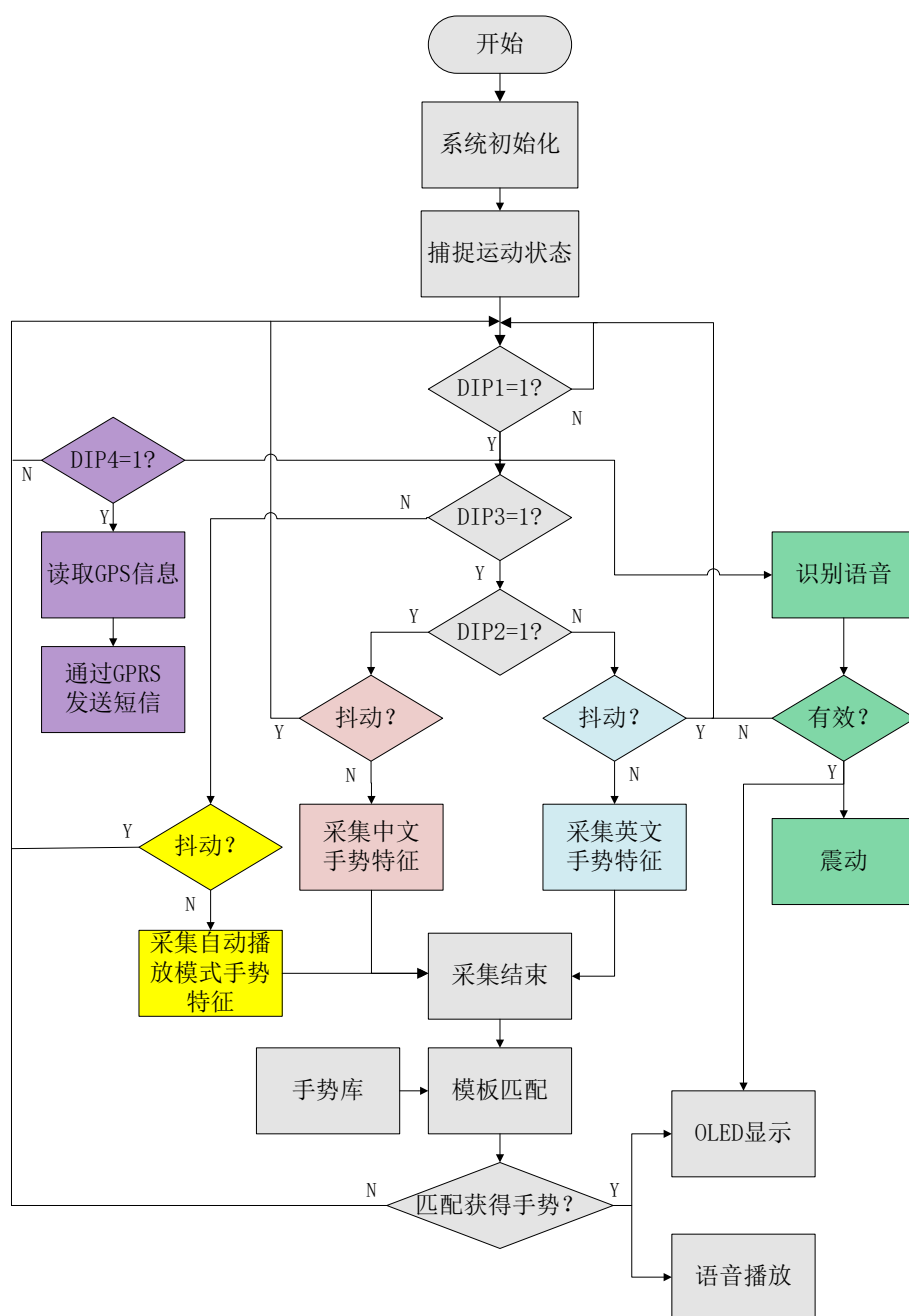 开始
系统初始化
捕捉运动状态
DIP1=1?
N
Y
DIP4=1?
N
Y
DIP3=1?
N
Y
读取GPS信息
识别语音
DIP2=1?
Y
N
通过GPRS
发送短信
抖动?
Y
N
抖动?
Y
N
有效?
N
Y
抖动?
Y
N
采集中文
手势特征
采集英文
手势特征
震动
采集自动播
放模式手势
特征
采集结束
手势库
模板匹配
OLED显示
匹配获得手势?
N
Y
语音播放